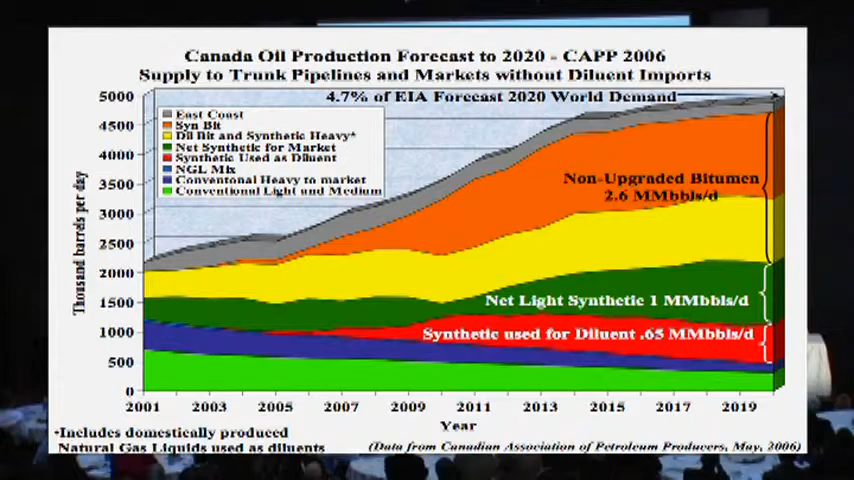 Canada Oil Production Forecast to 2020 - CAPP 2006
Supply to Trunk Pipelines and Markets without Diluent Imports
4.7% of EIA Forecast 2020 World Demand
5000
4500
4000
3500
3000
2500
2000
1500
1000
500
0
Thousand barrels per day
East Coast
Syn Bit
Dil Bit and Synthetic Heavy*
Net Synthetic for Market
Synthetic Used as Diluent
NGL Mix
Conventonal Heavy to market
Conventional Light and Medium
Non-Upgraded Bitumen
2.6 MMbbls/d
Net Light Synthetic 1 MMbbls/d
Synthetic used for Diluent .65 MMbbls/d
2001 2003 2005 2007 2009 2011 2013 2015 2017 2019
Year
*Includes domestically produced
Natural Gas Liquids used as diluents
(Data from Canadian Association of Petroleum Producers, May, 2006)